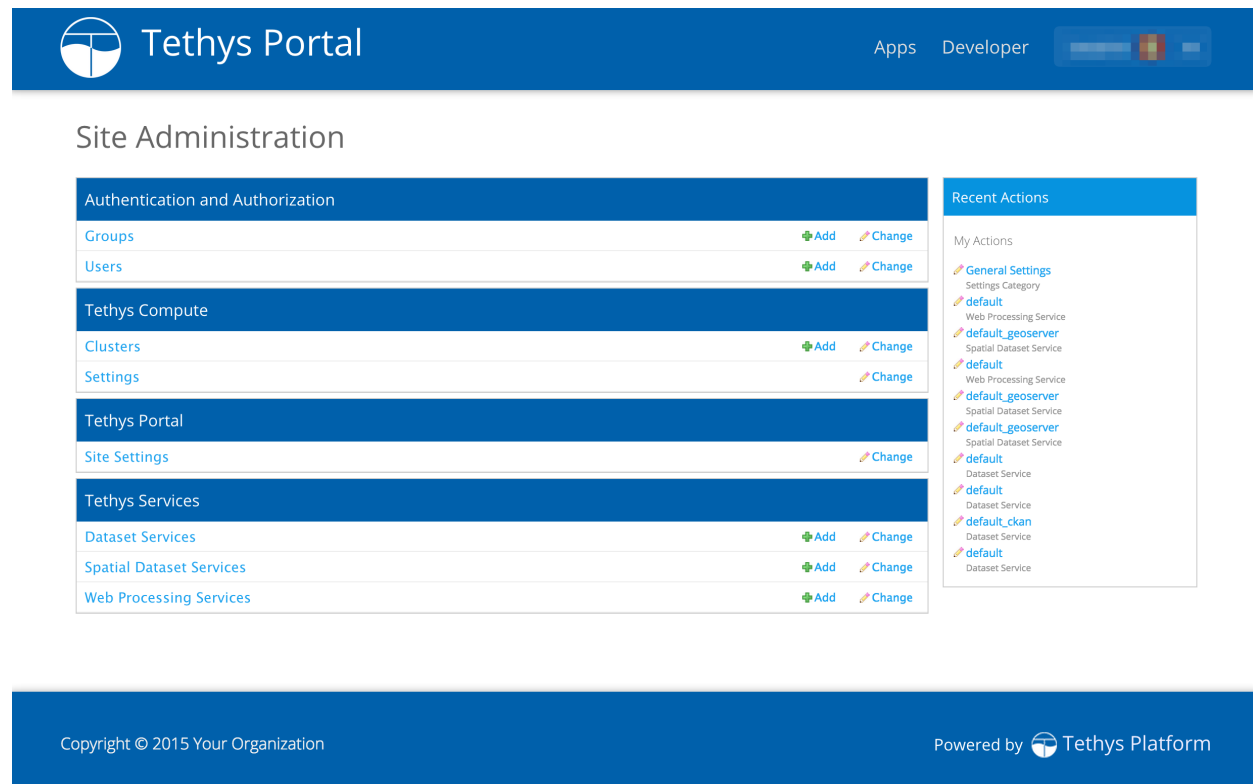 Tethys Portal
Apps Developer
Site Administration
Authentication and Authorization
Groups Add Change
Users Add Change
Tethys Compute
Clusters Add Change
Settings Change
Tethys Portal
Site Settings Change
Tethys Services
Dataset Services Add Change
Spatial Dataset Services Add Change
Web Processing Services Add Change
Recent Actions
My Actions
General Settings
Settings Category
default
Web Processing Service
default_geoserver
Spatial Dataset Service
default
Web Processing Service
default_geoserver
Spatial Dataset Service
default_geoserver
Spatial Dataset Service
default
Dataset Service
default
Dataset Service
default_ckan
Dataset Service
default
Dataset Service
Copyright © 2015 Your Organization
Powered by Tethys Platform